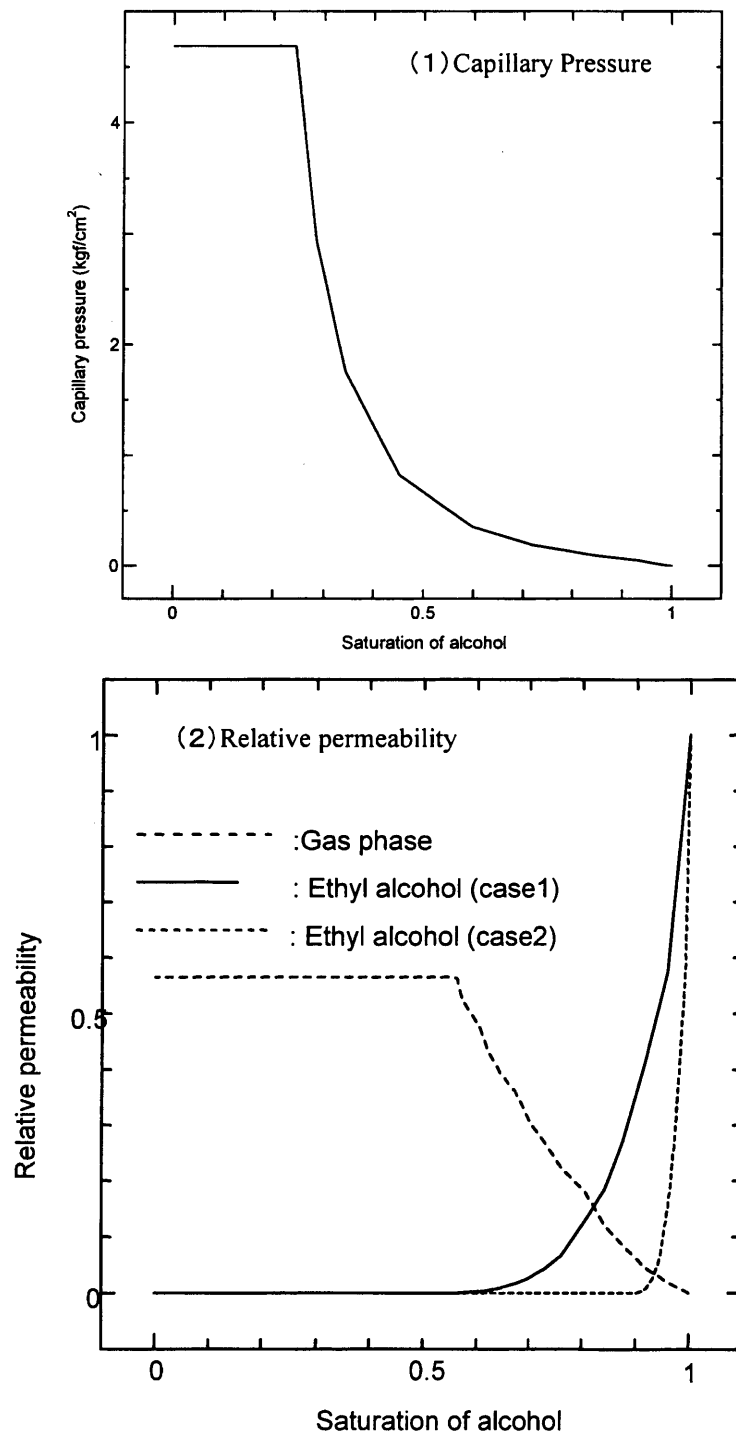 (1) Capillary Pressure
4
2
0
Capillary pressure (kgf/cm²)
0
0.5
1
Saturation of alcohol
(2) Relative permeability
1
:Gas phase
: Ethyl alcohol (case1)
: Ethyl alcohol (case2)
0.5
0
Relative permeability
0
0.5
1
Saturation of alcohol